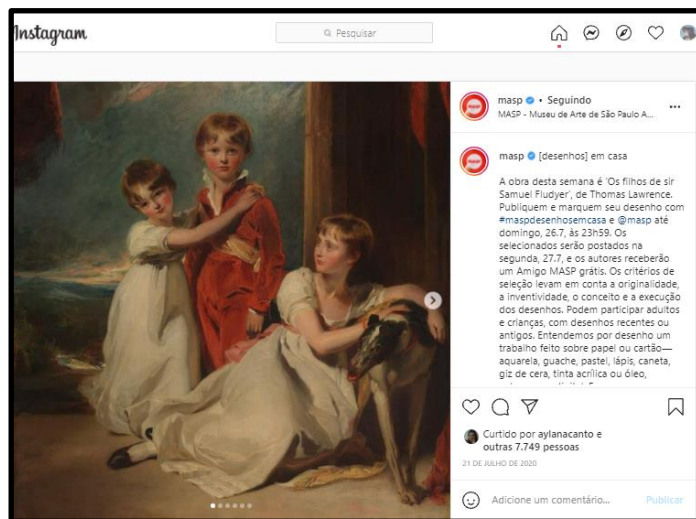 Instagram
Pesquisar
masp • Seguindo
MASP - Museu de Arte de São Paulo A...
masp [desenhos] em casa
A obra desta semana é 'Os filhos de sir
Samuel Fludyer', de Thomas Lawrence.
Publiquem e marquem seu desenho com
#maspdesenhosemcasa e @masp até
domingo, 26.7, às 23h59. Os
selecionados serão postados na
segunda, 27.7, e os autores receberão
um Amigo MASP grátis. Os critérios de
seleção levam em conta a originalidade,
a inventividade, o conceito e a execução
dos desenhos. Podem participar adultos
e crianças, com desenhos recentes ou
antigos. Entendemos por desenho um
trabalho feito sobre papel ou cartão—
aquarela, guache, pastel, lápis, caneta,
giz de cera, tinta acrílica ou óleo,
Curtido por aylanacanto e
outras 7.749 pessoas
21 DE JULHO DE 2020
Adicione um comentário...
Publicar